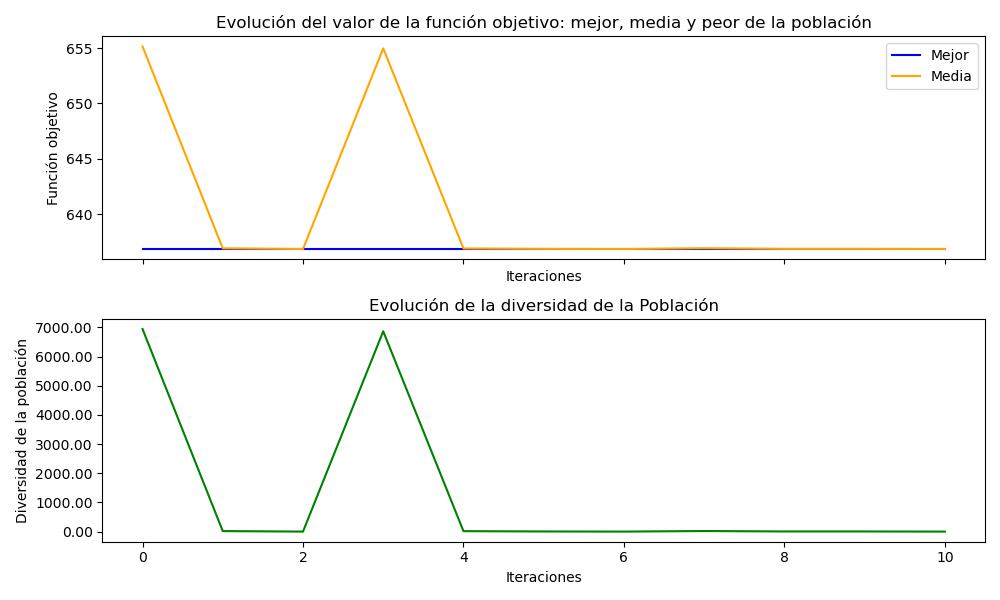 Evolución del valor de la función objetivo: mejor, media y peor de la población
655
650
645
640
Función objetivo
Mejor
Media
Iteraciones
Evolución de la diversidad de la Población
7000.00
6000.00
5000.00
4000.00
3000.00
2000.00
1000.00
0.00
Diversidad de la población
0 2 4 6 8 10
Iteraciones